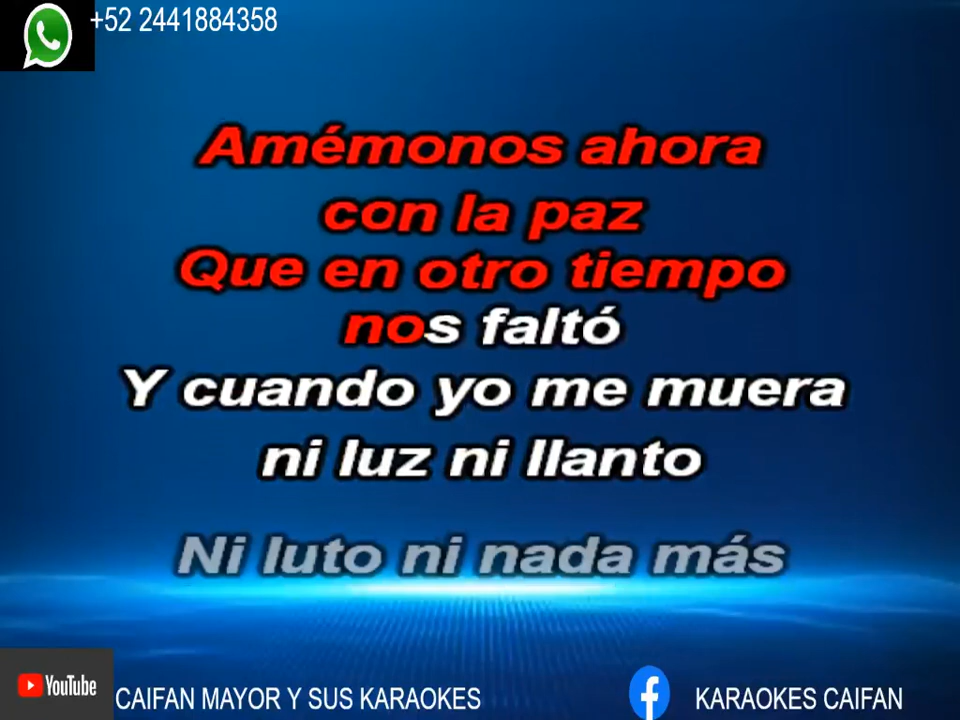 +52 2441884358
Amémonos ahora
con la paz
Que en otro tiempo
nos faltó
Y cuando yo me muera
ni luz ni llanto
Ni luto ni nada más
YouTube
CAIFAN MAYOR Y SUS KARAOKES
KARAOKES CAIFAN